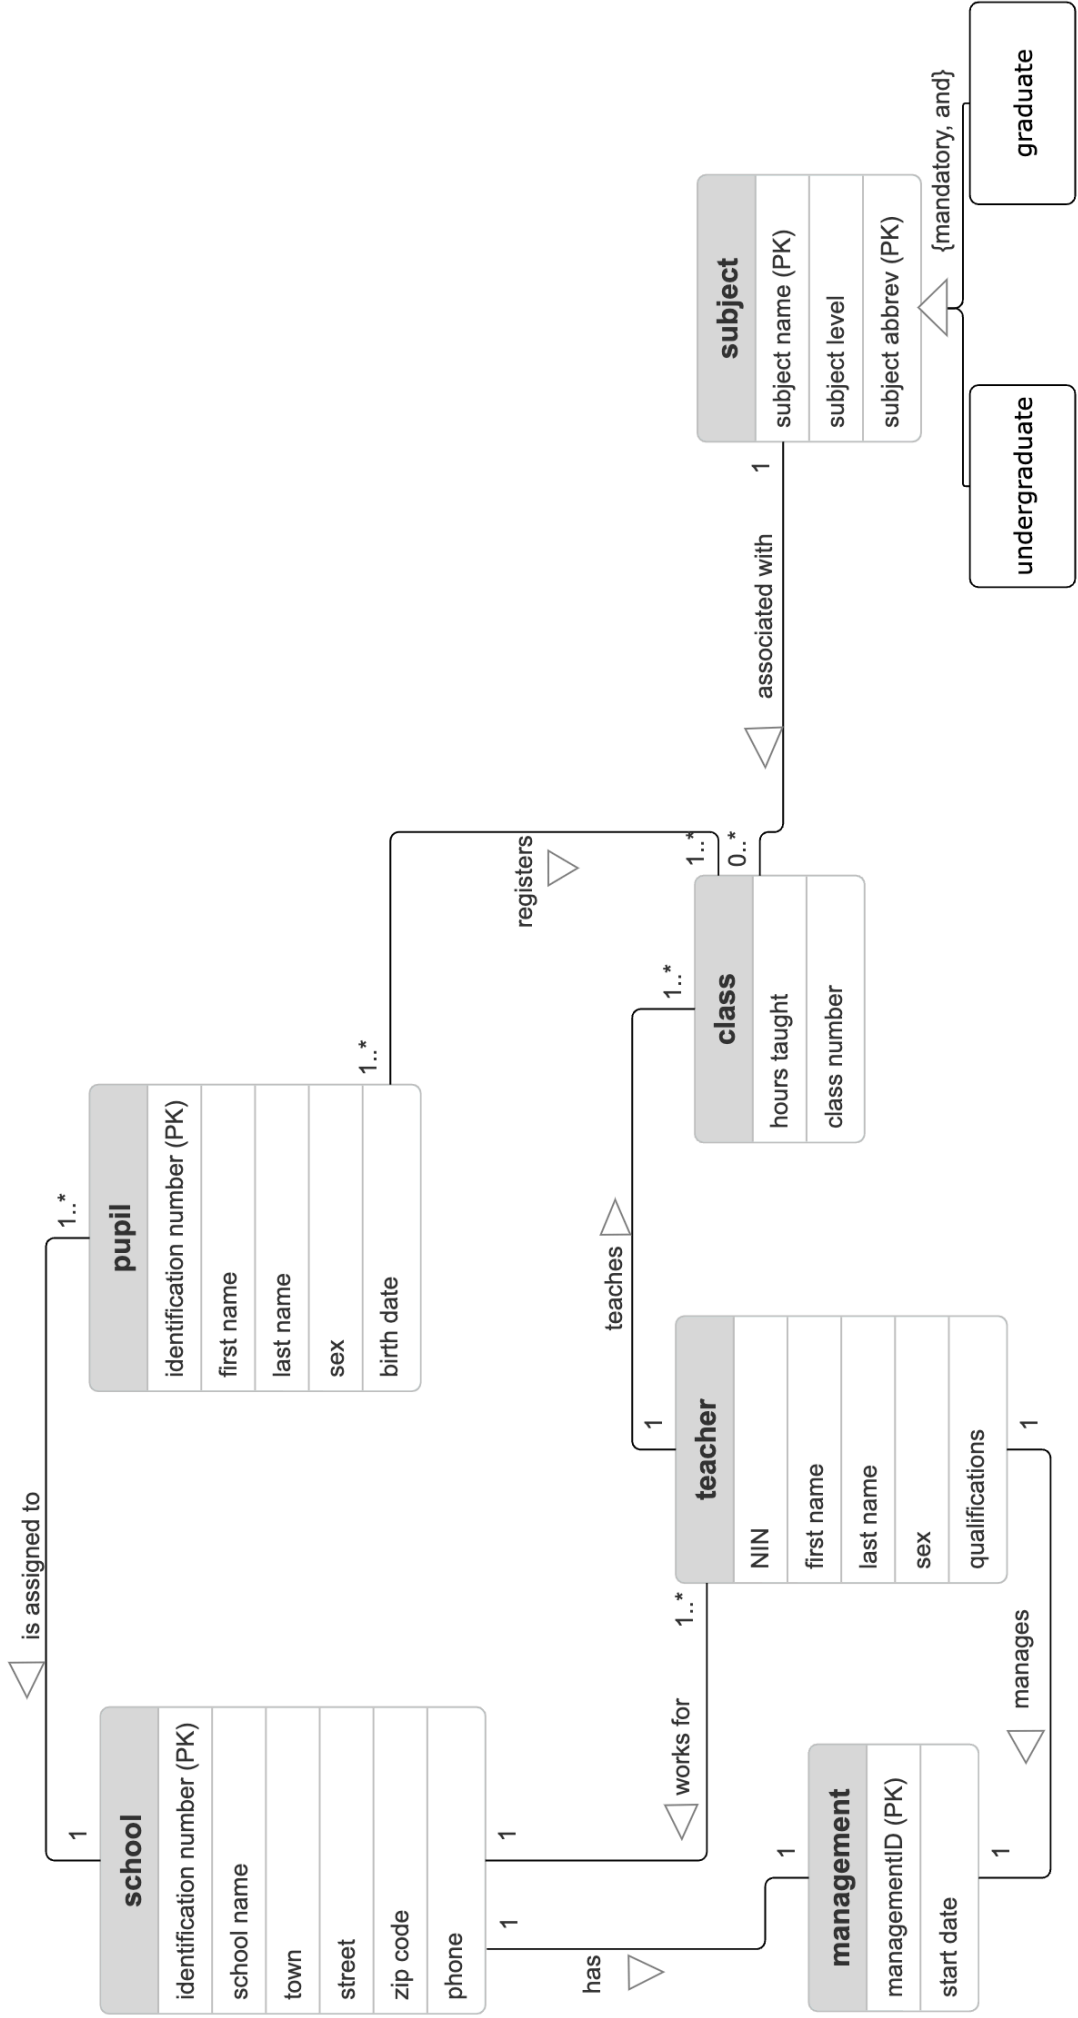 is assigned to
1
1..*
school
identification number (PK)
school name
town
street
zip code
phone
pupil
identification number (PK)
first name
last name
sex
birth date
1..*
registers
1..*
0..*
1
1
has
works for
1..*
teaches
1
1..*
1
management
managementID (PK)
start date
1
manages
1
teacher
NIN
first name
last name
sex
qualifications
class
hours taught
class number
associated with
1
subject
subject name (PK)
subject level
subject abbrev (PK)
{mandatory, and}
undergraduate
graduate